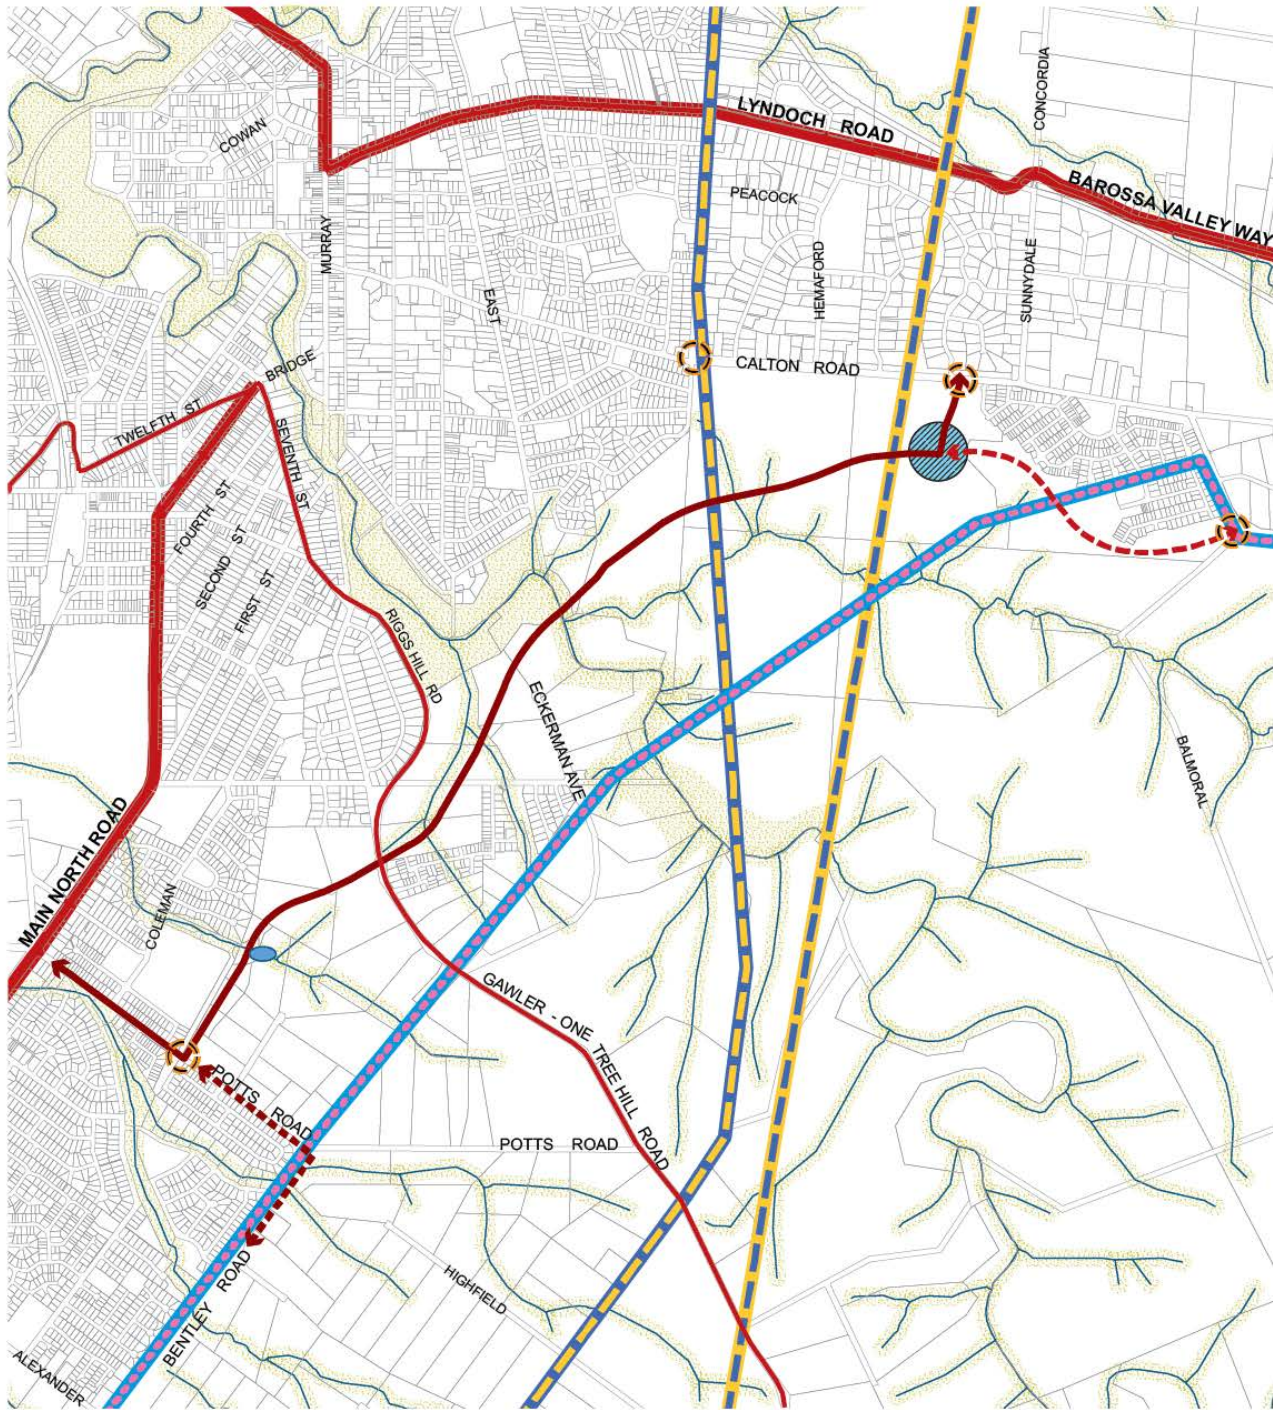 CONCORDIA
LYNDOCH ROAD
COWAN
BAROSSA VALLEY WAY
PEACOCK
MURRAY
HEMAFORD
SUNNYDALE
EAST
BRIDGE
CALTON ROAD
TWELFTH ST
SEVENTH ST
FOURTH ST
SECOND ST
FIRST ST
RIGGS HILL RD
ECKERMAN AVE
BALMORAL
MAIN NORTH ROAD
COLEMAN
GAWLER - ONE TREE HILL ROAD
POTTS ROAD
POTTS ROAD
HIGHFIELD
BENTLEY ROAD
ALEXANDER